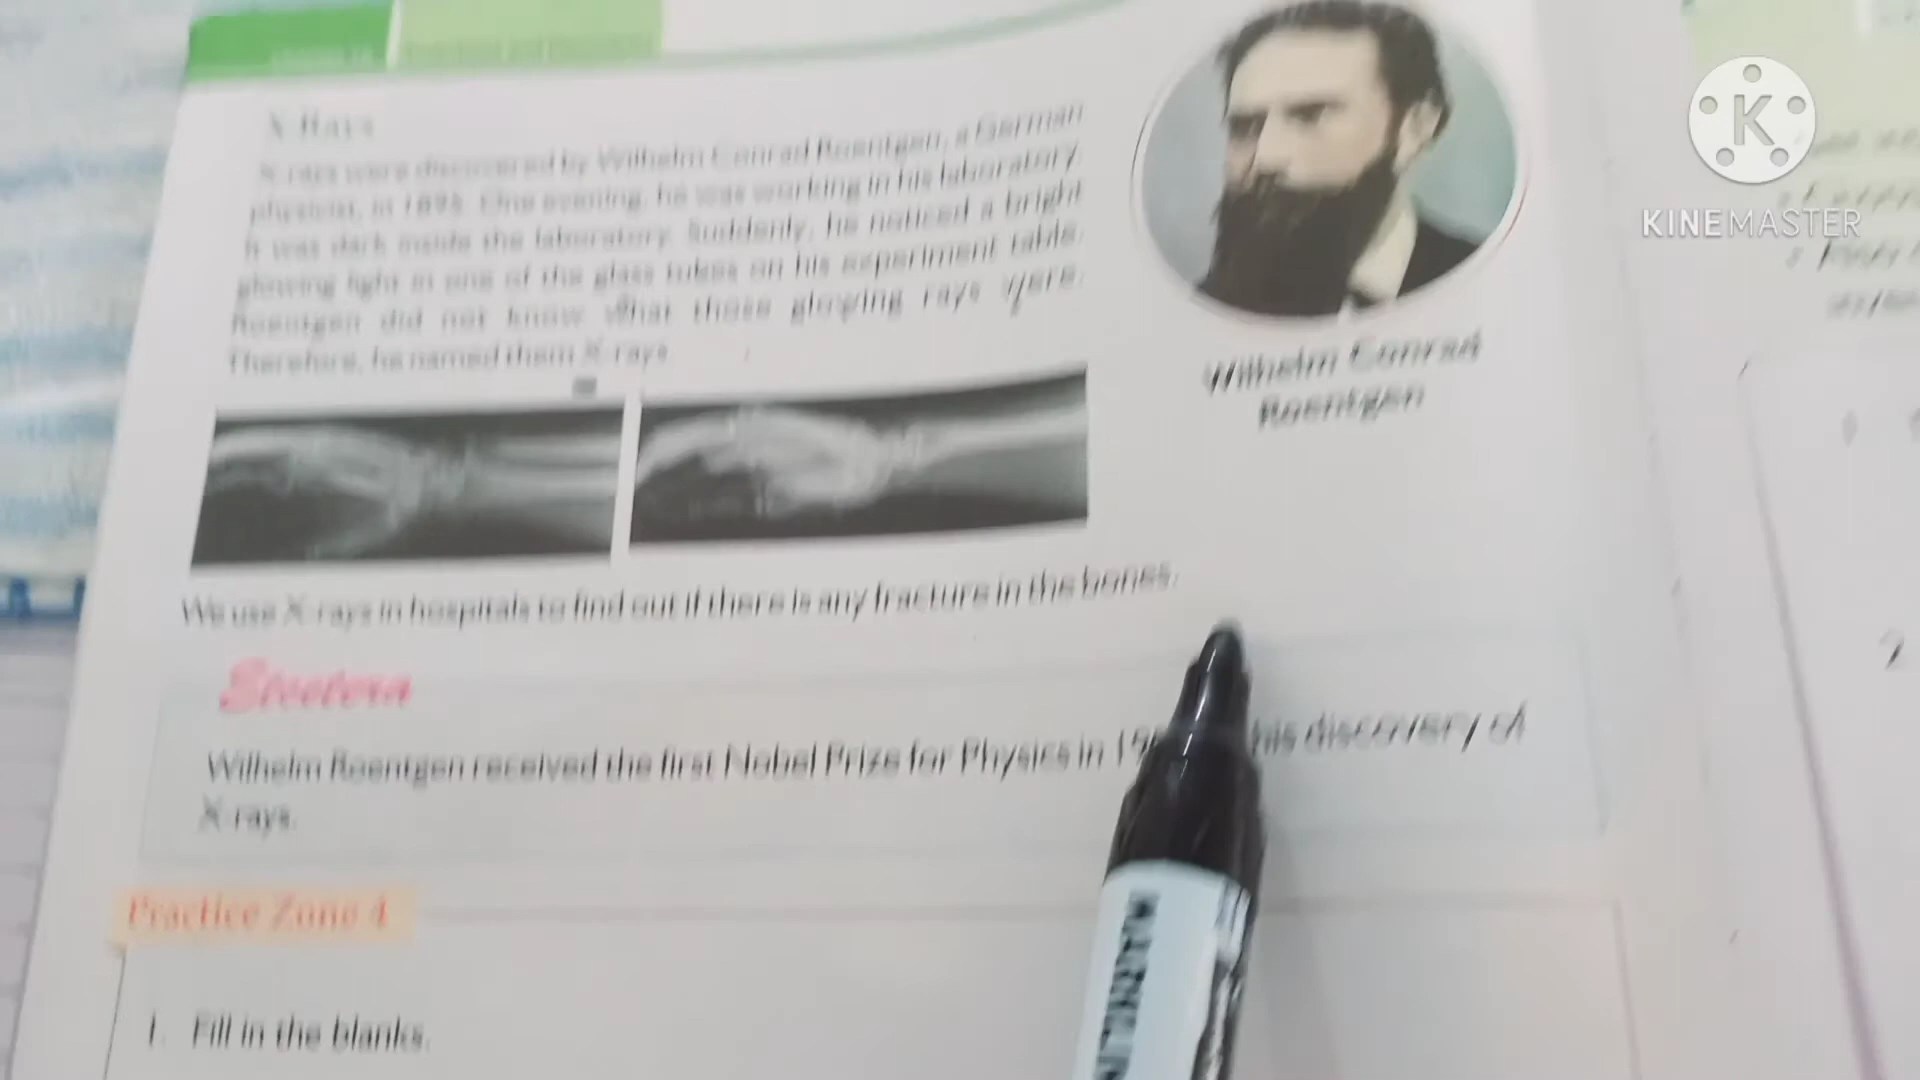 X-Rays
X-rays were discovered by Wilhelm Conrad Roentgen, a German
physicist, in 1895. One evening, he was working in his laboratory.
It was dark inside the laboratory. Suddenly, he noticed a bright
glowing light in one of the glass tubes on his experiment table.
Roentgen did not know what those glowing rays were.
Therefore, he named them X-rays.
Wilhelm Conrad
Roentgen
We use X-rays in hospitals to find out if there is any fracture in the bones.
Etcetera
Wilhelm Roentgen received the first Nobel Prize for Physics in 19 his discovery of
X-rays.
Practice Zone 4
1. Fill in the blanks.
MARKER
K
KINEMASTER
2